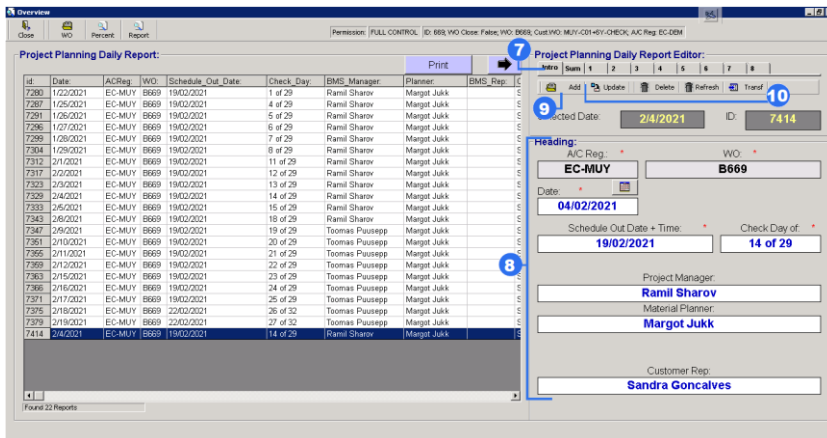 Overview
Close
WO
Percent
Report
Permission: FULL CONTROL ID: 669; WO Close: False; WO: B669; Cust.WO: MUY-C01+6Y-CHECK; A/C Reg: EC-DEM
Project Planning Daily Report:
Print
id: Date: ACReg: WO: Schedule_Out_Date: Check_Day: BMS_Manager: Planner: BMS_Rep: C
7280 1/22/2021 EC-MUY B669 19/02/2021 1 of 29 Ramil Sharov Margot Jukk S
7287 1/25/2021 EC-MUY B669 19/02/2021 4 of 29 Ramil Sharov Margot Jukk S
7291 1/26/2021 EC-MUY B669 19/02/2021 5 of 29 Ramil Sharov Margot Jukk S
7296 1/27/2021 EC-MUY B669 19/02/2021 6 of 29 Ramil Sharov Margot Jukk S
7299 1/28/2021 EC-MUY B669 19/02/2021 7 of 29 Ramil Sharov Margot Jukk S
7304 1/29/2021 EC-MUY B669 19/02/2021 8 of 29 Ramil Sharov Margot Jukk S
7312 2/1/2021 EC-MUY B669 19/02/2021 11 of 29 Ramil Sharov Margot Jukk S
7317 2/2/2021 EC-MUY B669 19/02/2021 12 of 29 Ramil Sharov Margot Jukk S
7323 2/3/2021 EC-MUY B669 19/02/2021 13 of 29 Ramil Sharov Margot Jukk S
7329 2/4/2021 EC-MUY B669 19/02/2021 14 of 29 Ramil Sharov Margot Jukk S
7333 2/5/2021 EC-MUY B669 19/02/2021 15 of 29 Ramil Sharov Margot Jukk S
7343 2/8/2021 EC-MUY B669 19/02/2021 18 of 29 Ramil Sharov Margot Jukk S
7347 2/9/2021 EC-MUY B669 19/02/2021 19 of 29 Toomas Puusepp Margot Jukk S
7351 2/10/2021 EC-MUY B669 19/02/2021 20 of 29 Toomas Puusepp Margot Jukk S
7355 2/11/2021 EC-MUY B669 19/02/2021 21 of 29 Toomas Puusepp Margot Jukk S
7359 2/12/2021 EC-MUY B669 19/02/2021 22 of 29 Toomas Puusepp Margot Jukk S
7363 2/15/2021 EC-MUY B669 19/02/2021 23 of 29 Toomas Puusepp Margot Jukk S
7366 2/16/2021 EC-MUY B669 19/02/2021 24 of 29 Toomas Puusepp Margot Jukk S
7371 2/17/2021 EC-MUY B669 19/02/2021 25 of 29 Toomas Puusepp Margot Jukk S
7375 2/18/2021 EC-MUY B669 22/02/2021 26 of 32 Toomas Puusepp Margot Jukk S
7379 2/19/2021 EC-MUY B669 22/02/2021 27 of 32 Toomas Puusepp Margot Jukk S
7414 2/4/2021 EC-MUY B669 19/02/2021 14 of 29 Ramil Sharov Margot Jukk S
Found 22 Reports
Project Planning Daily Report Editor:
7
Intro Sum 1 2 3 4 5 6 7 8
Add Update Delete Refresh Transf
9
10
Selected Date: 2/4/2021 ID: 7414
Heading:
A/C Reg.: * WO: *
EC-MUY B669
Date: *
04/02/2021
Schedule Out Date + Time: * Check Day of: *
19/02/2021 14 of 29
8
Project Manager:
Ramil Sharov
Material Planner:
Margot Jukk
Customer Rep:
Sandra Goncalves